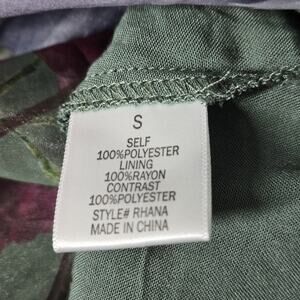 S
SELF
100%POLYESTER
LINING
100%RAYON
CONTRAST
100%POLYESTER
STYLE# RHANA
MADE IN CHINA